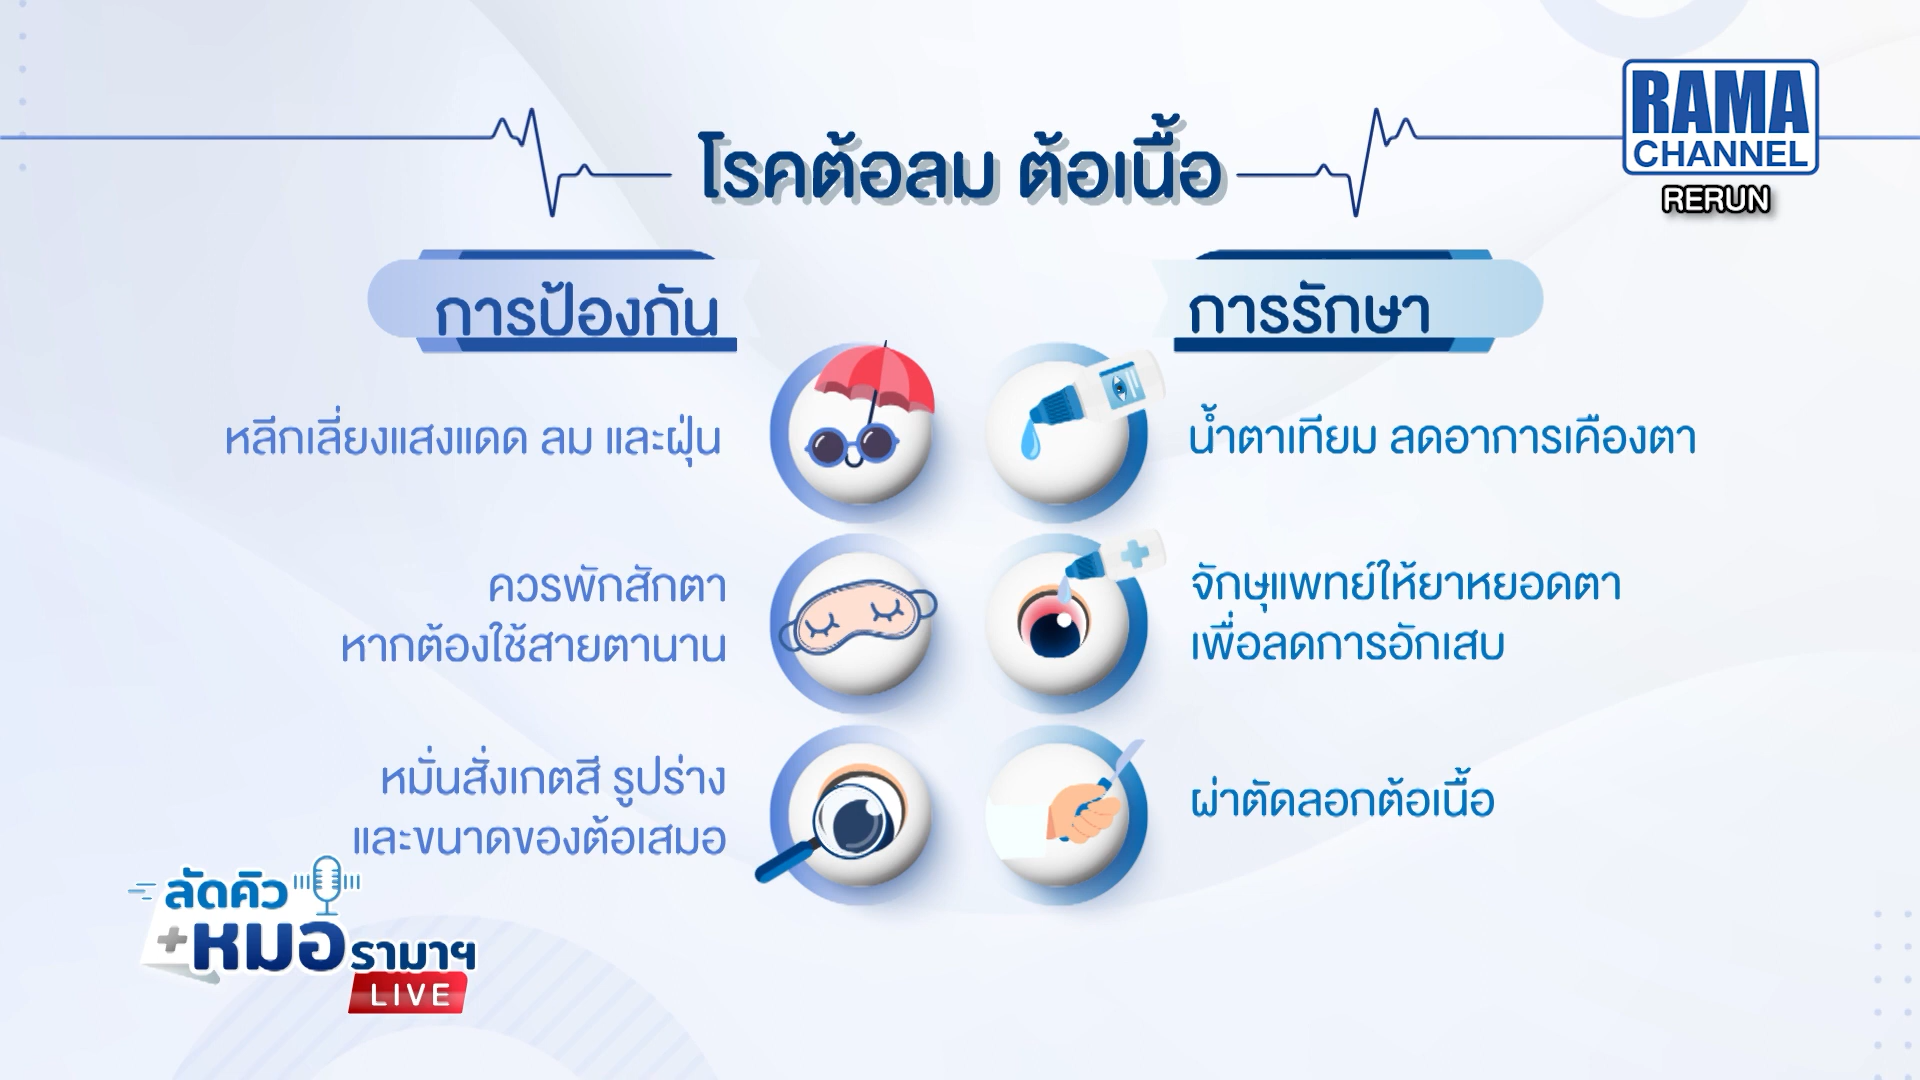 RAMA
CHANNEL
RERUN
โรคต้อลม ต้อเนื้อ
การป้องกัน
หลีกเลี่ยงแสงแดด ลม และฝุ่น
ควรพักสักตา
หากต้องใช้สายตานาน
หมั่นสั่งเกตสี รูปร่าง
และขนาดของต้อเสมอ
การรักษา
น้ำตาเทียม ลดอาการเคืองตา
จักษุแพทย์ให้ยาหยอดตา
เพื่อลดการอักเสบ
ผ่าตัดลอกต้อเนื้อ
ลัดคิว
หมอรามาฯ
LIVE